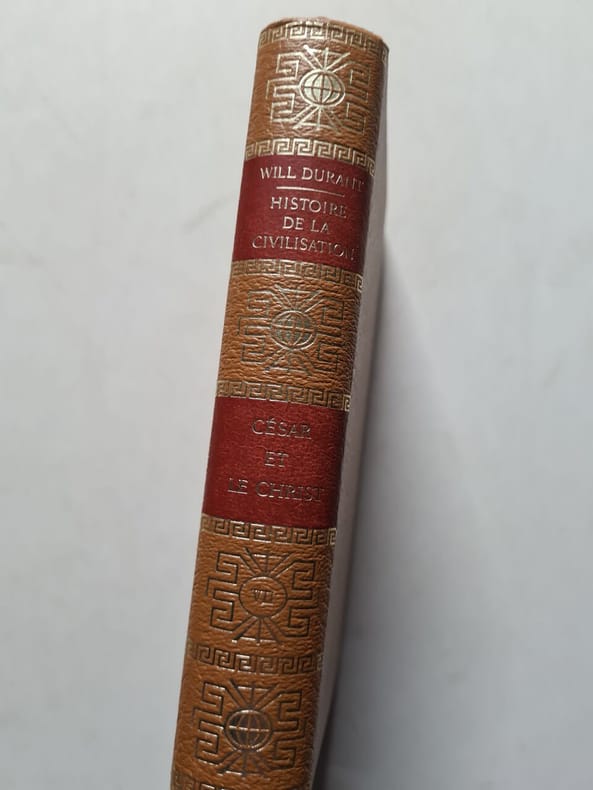 WILL DURANT
HISTOIRE
DE LA
CIVILISATION
CÉSAR
ET
LE CHRIST
VII